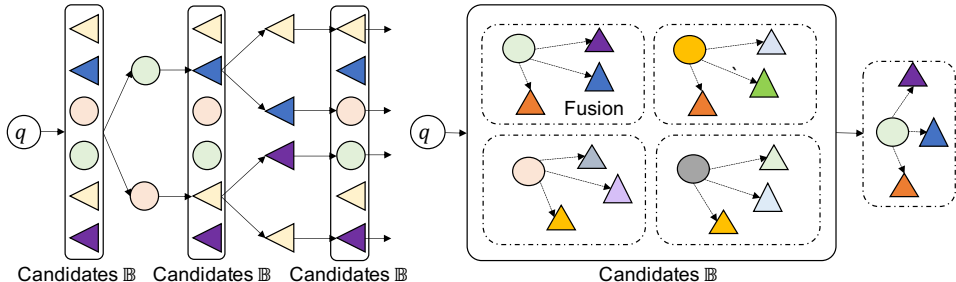 q
Candidates 𝔹
Candidates 𝔹
Candidates 𝔹
q
Fusion
Candidates 𝔹